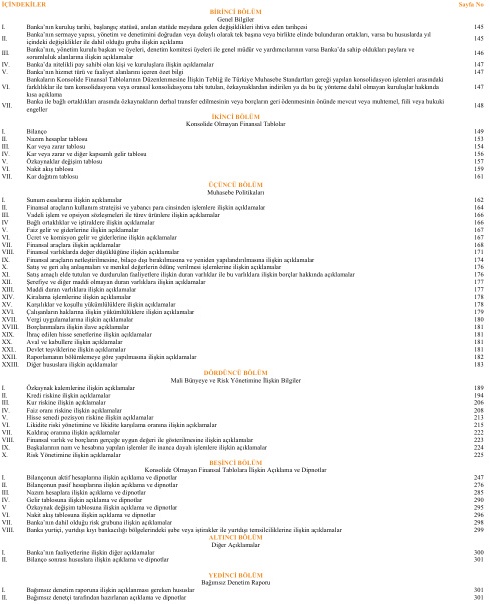 İÇİNDEKİLER Sayfa No
BİRİNCİ BÖLÜM
Genel Bilgiler
I. Banka'nın kuruluş tarihi, başlangıç statüsü, anılan statüde meydana gelen değişiklikleri ihtiva eden tarihçesi 145
II. Banka'nın sermaye yapısı, yönetim ve denetimini doğrudan veya dolaylı olarak tek başına veya birlikte elinde bulunduran ortakları, varsa bu hususlarda yıl 145
içindeki değişiklikler ile dahil olduğu gruba ilişkin açıklama
III. Banka'nın, yönetim kurulu başkan ve üyeleri, denetim komitesi üyeleri ile genel müdür ve yardımcılarının varsa Banka'da sahip oldukları paylara ve 146
sorumluluk alanlarına ilişkin açıklamalar
IV. Banka'da nitelikli pay sahibi olan kişi ve kuruluşlara ilişkin açıklamalar 147
V. Banka'nın hizmet türü ve faaliyet alanlarını içeren özet bilgi 147
Bankaların Konsolide Finansal Tablolarının Düzenlenmesine İlişkin Tebliğ ile Türkiye Muhasebe Standartları gereği yapılan konsolidasyon işlemleri arasındaki
VI. farklılıklar ile tam konsolidasyona veya oransal konsolidasyona tabi tutulan, özkaynaklardan indirilen ya da bu üç yönteme dahil olmayan kuruluşlar hakkında 147
kısa açıklama
VII. Banka ile bağlı ortaklıkları arasında özkaynakların derhal transfer edilmesinin veya borçların geri ödenmesinin önünde mevcut veya muhtemel, fiili veya hukuki 148
engeller
İKİNCİ BÖLÜM
Konsolide Olmayan Finansal Tablolar
I. Bilanço 149
II. Nazım hesaplar tablosu 153
III. Kar veya zarar tablosu 154
IV. Kar veya zarar ve diğer kapsamlı gelir tablosu 156
V. Özkaynaklar değişim tablosu 157
VI. Nakit akış tablosu 159
VII. Kar dağıtım tablosu 161
ÜÇÜNCÜ BÖLÜM
Muhasebe Politikaları
I. Sunum esaslarına ilişkin açıklamalar 162
II. Finansal araçların kullanım stratejisi ve yabancı para cinsinden işlemlere ilişkin açıklamalar 164
III. Vadeli işlem ve opsiyon sözleşmeleri ile türev ürünlere ilişkin açıklamalar 166
IV Bağlı ortaklıklar ve iştiraklere ilişkin açıklamalar 166
V. Faiz gelir ve giderlerine ilişkin açıklamalar 167
VI. Ücret ve komisyon gelir ve giderlerine ilişkin açıklamalar 167
VII. Finansal araçlara ilişkin açıklamalar 168
VIII. Finansal varlıklarda değer düşüklüğüne ilişkin açıklamalar 171
IX. Finansal araçların netleştirilmesine, bilanço dışı bırakılmasına ve yeniden yapılandırılmasına ilişkin açıklamalar 174
X. Satış ve geri alış anlaşmaları ve menkul değerlerin ödünç verilmesi işlemlerine ilişkin açıklamalar 176
XI. Satış amaçlı elde tutulan ve durdurulan faaliyetlere ilişkin duran varlıklar ile bu varlıklara ilişkin borçlar hakkında açıklamalar 176
XII. Şerefiye ve diğer maddi olmayan duran varlıklara ilişkin açıklamalar 177
XIII. Maddi duran varlıklara ilişkin açıklamalar 177
XIV. Kiralama işlemlerine ilişkin açıklamalar 178
XV. Karşılıklar ve koşullu yükümlülüklere ilişkin açıklamalar 178
XVI. Çalışanların haklarına ilişkin yükümlülüklere ilişkin açıklamalar 179
XVII. Vergi uygulamalarına ilişkin açıklamalar 180
XVIII. Borçlanmalara ilişkin ilave açıklamalar 181
XIX. İhraç edilen hisse senetlerine ilişkin açıklamalar 181
XX. Aval ve kabullere ilişkin açıklamalar 181
XXI. Devlet teşviklerine ilişkin açıklamalar 181
XXII. Raporlamanın bölümlemeye göre yapılmasına ilişkin açıklamalar 182
XXIII. Diğer hususlara ilişkin açıklamalar 183
DÖRDÜNCÜ BÖLÜM
Mali Bünyeye ve Risk Yönetimine İlişkin Bilgiler
I. Özkaynak kalemlerine ilişkin açıklamalar 189
II. Kredi riskine ilişkin açıklamalar 194
III. Kur riskine ilişkin açıklamalar 206
IV. Faiz oranı riskine ilişkin açıklamalar 208
V. Hisse senedi pozisyon riskine ilişkin açıklamalar 213
VI. Likidite riski yönetimine ve likidite karşılama oranına ilişkin açıklamalar 215
VII. Kaldıraç oranına ilişkin açıklamalar 222
VIII. Finansal varlık ve borçların gerçeğe uygun değeri ile gösterilmesine ilişkin açıklamalar 223
IX. Başkalarının nam ve hesabına yapılan işlemler ile inanca dayalı işlemlere ilişkin açıklamalar 224
X. Risk Yönetimine ilişkin açıklamalar 225
BEŞİNCİ BÖLÜM
Konsolide Olmayan Finansal Tablolara İlişkin Açıklama ve Dipnotlar
I. Bilançonun aktif hesaplarına ilişkin açıklama ve dipnotlar 247
II. Bilançonun pasif hesaplarına ilişkin açıklama ve dipnotlar 276
III. Nazım hesaplara ilişkin açıklama ve dipnotlar 285
IV. Gelir tablosuna ilişkin açıklama ve dipnotlar 290
V Özkaynak değişim tablosuna ilişkin açıklama ve dipnotlar 295
VI. Nakit akış tablosuna ilişkin açıklama ve dipnotlar 296
VII. Banka'nın dahil olduğu risk grubuna ilişkin açıklamalar 298
VIII. Banka yurtiçi, yurtdışı kıyı bankacılığı bölgelerindeki şube veya iştirakler ile yurtdışı temsilciliklerine ilişkin açıklamalar 299
ALTINCI BÖLÜM
Diğer Açıklamalar
I. Banka'nın faaliyetlerine ilişkin diğer açıklamalar 300
II. Bilanço sonrası hususlara ilişkin açıklama ve dipnotlar 301
YEDİNCİ BÖLÜM
Bağımsız Denetim Raporu
I. Bağımsız denetim raporuna ilişkin açıklanması gereken hususlar 301
II. Bağımsız denetçi tarafından hazırlanan açıklama ve dipnotlar 301